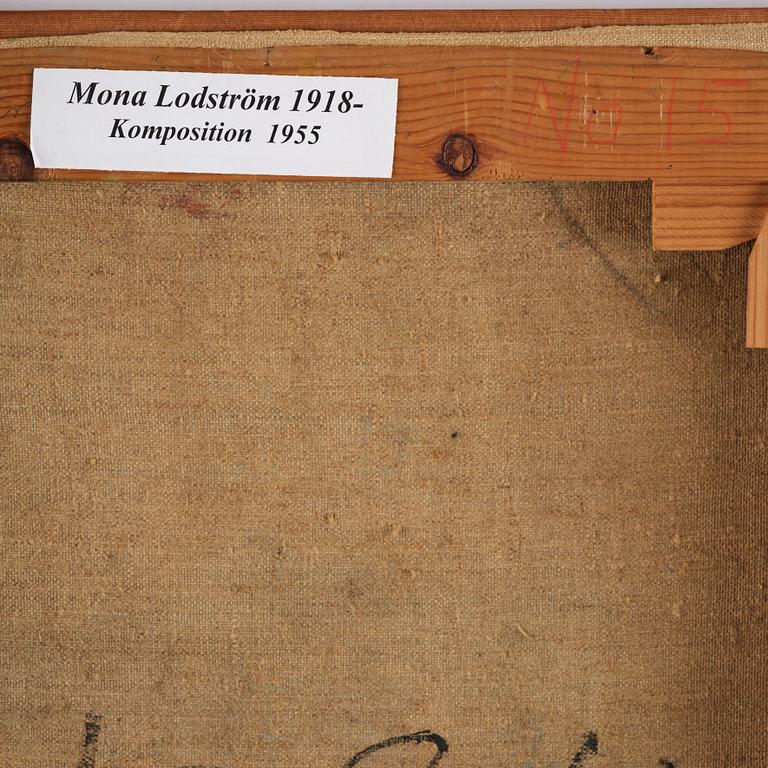 Mona Lodström 1918-
Komposition 1955
No 15